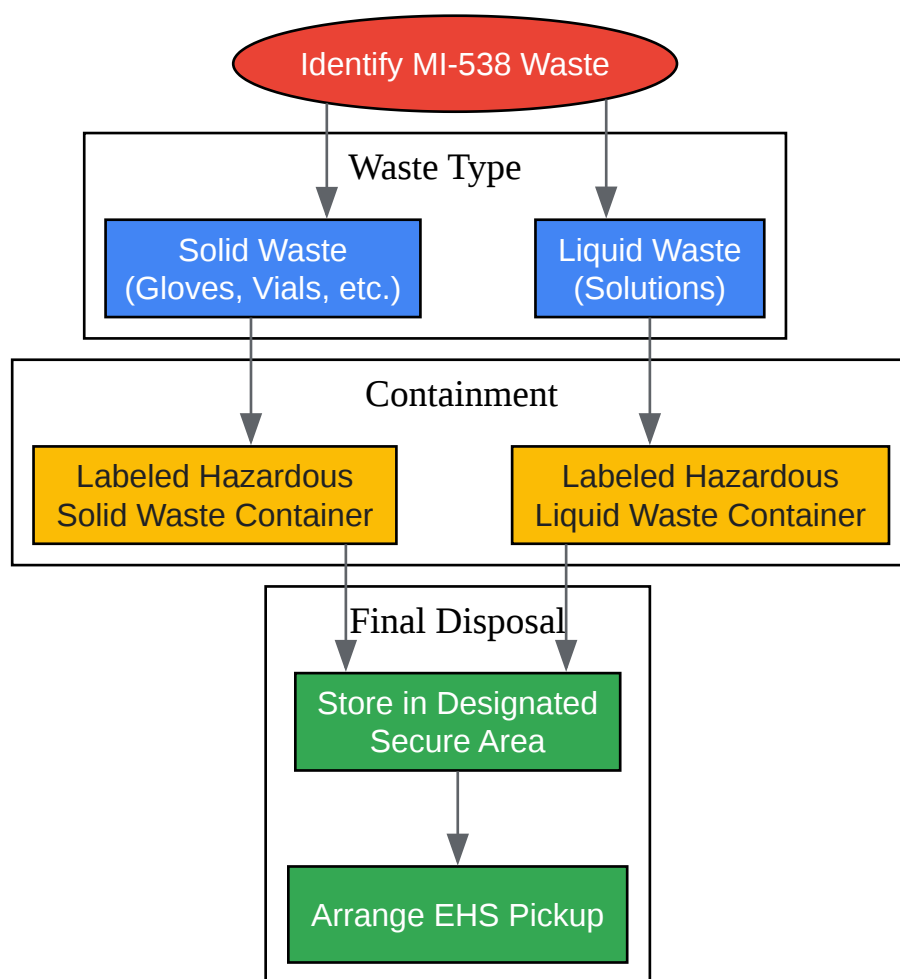 Identify MI-538 Waste
Waste Type
Solid Waste
(Gloves, Vials, etc.)
Liquid Waste
(Solutions)
Containment
Labeled Hazardous
Solid Waste Container
Labeled Hazardous
Liquid Waste Container
Final Disposal
Store in Designated
Secure Area
Arrange EHS Pickup